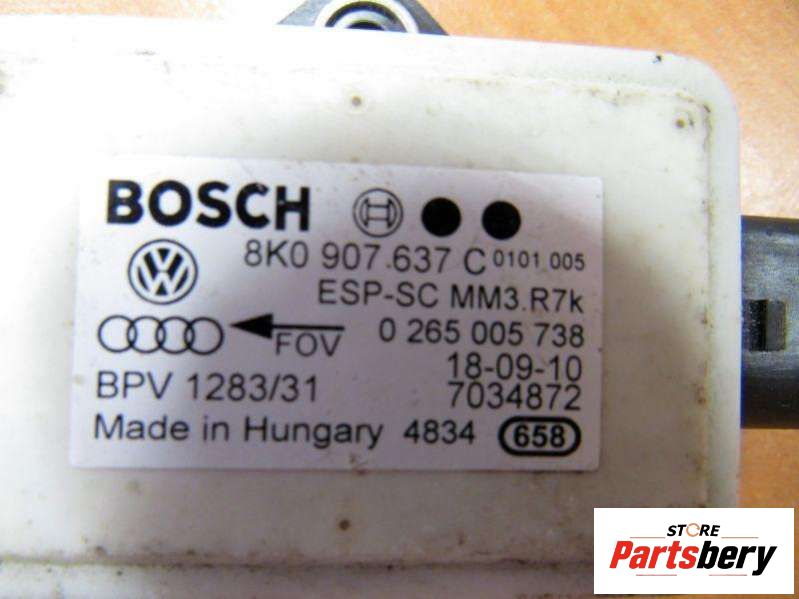 BOSCH
8K0 907.637 C 0101 005
ESP-SC MM3.R7k
FOV 0 265 005 738
18-09-10
BPV 1283/31 7034872
Made in Hungary 4834 658
STORE
Partsbery